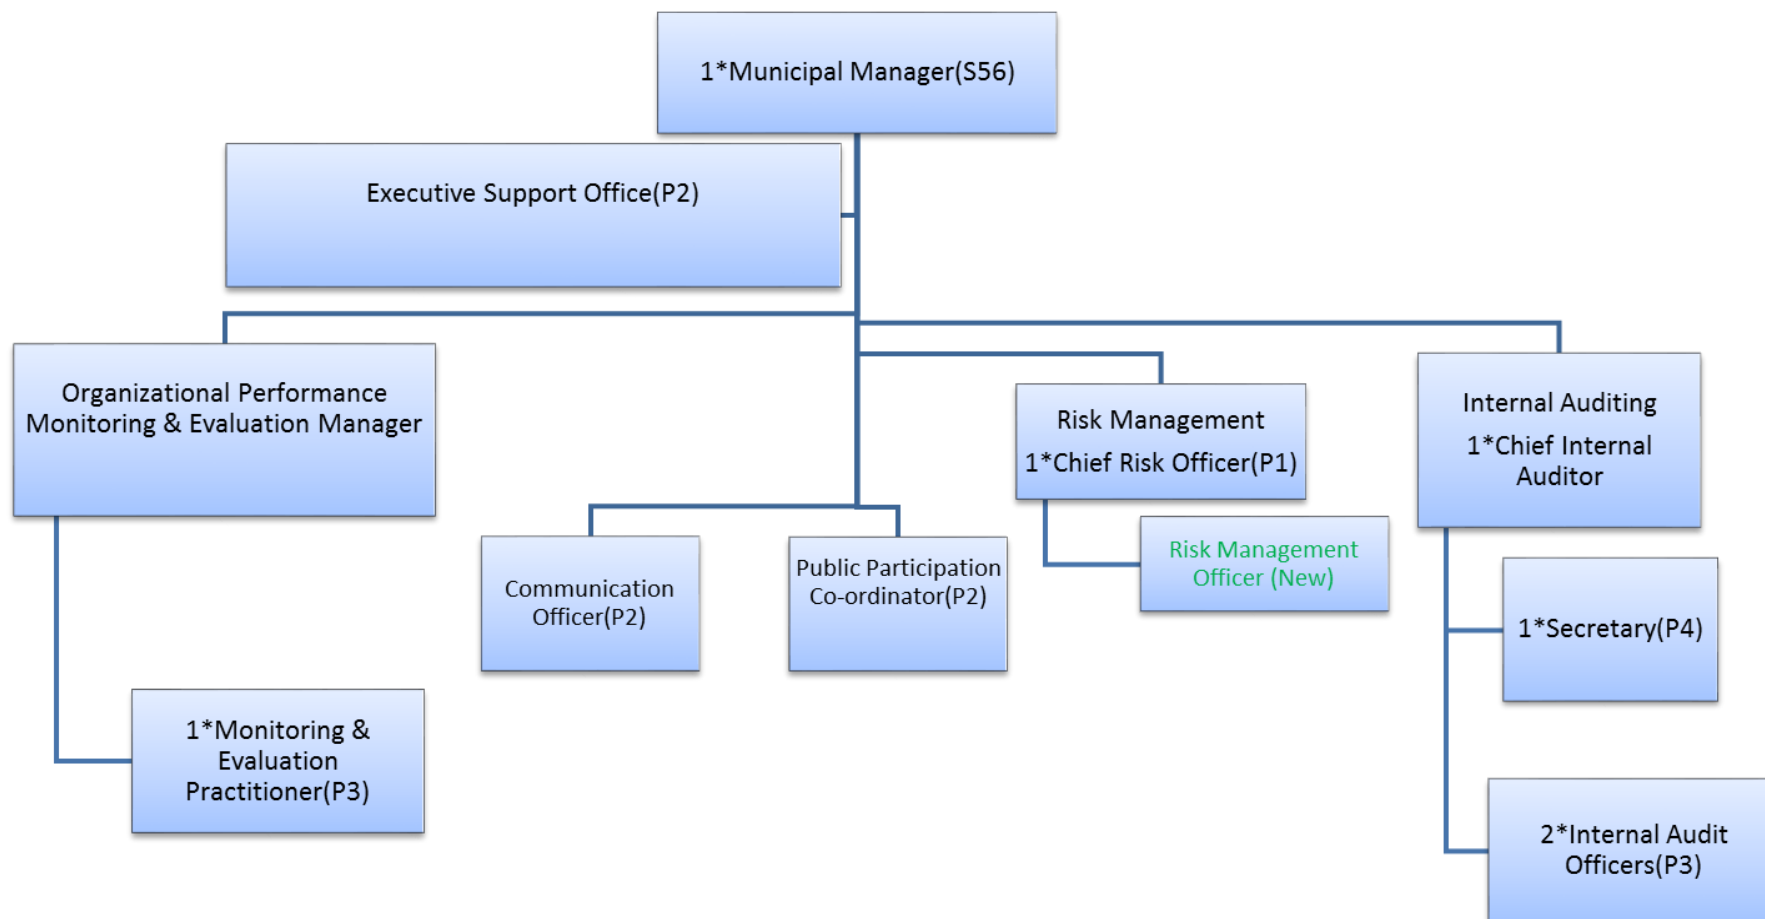 1*Municipal Manager(S56)
Executive Support Office(P2)
Organizational Performance
Monitoring & Evaluation Manager
1*Monitoring &
Evaluation
Practitioner(P3)
Communication
Officer(P2)
Public Participation
Co-ordinator(P2)
Risk Management
1*Chief Risk Officer(P1)
Risk Management
Officer (New)
Internal Auditing
1*Chief Internal
Auditor
1*Secretary(P4)
2*Internal Audit
Officers(P3)